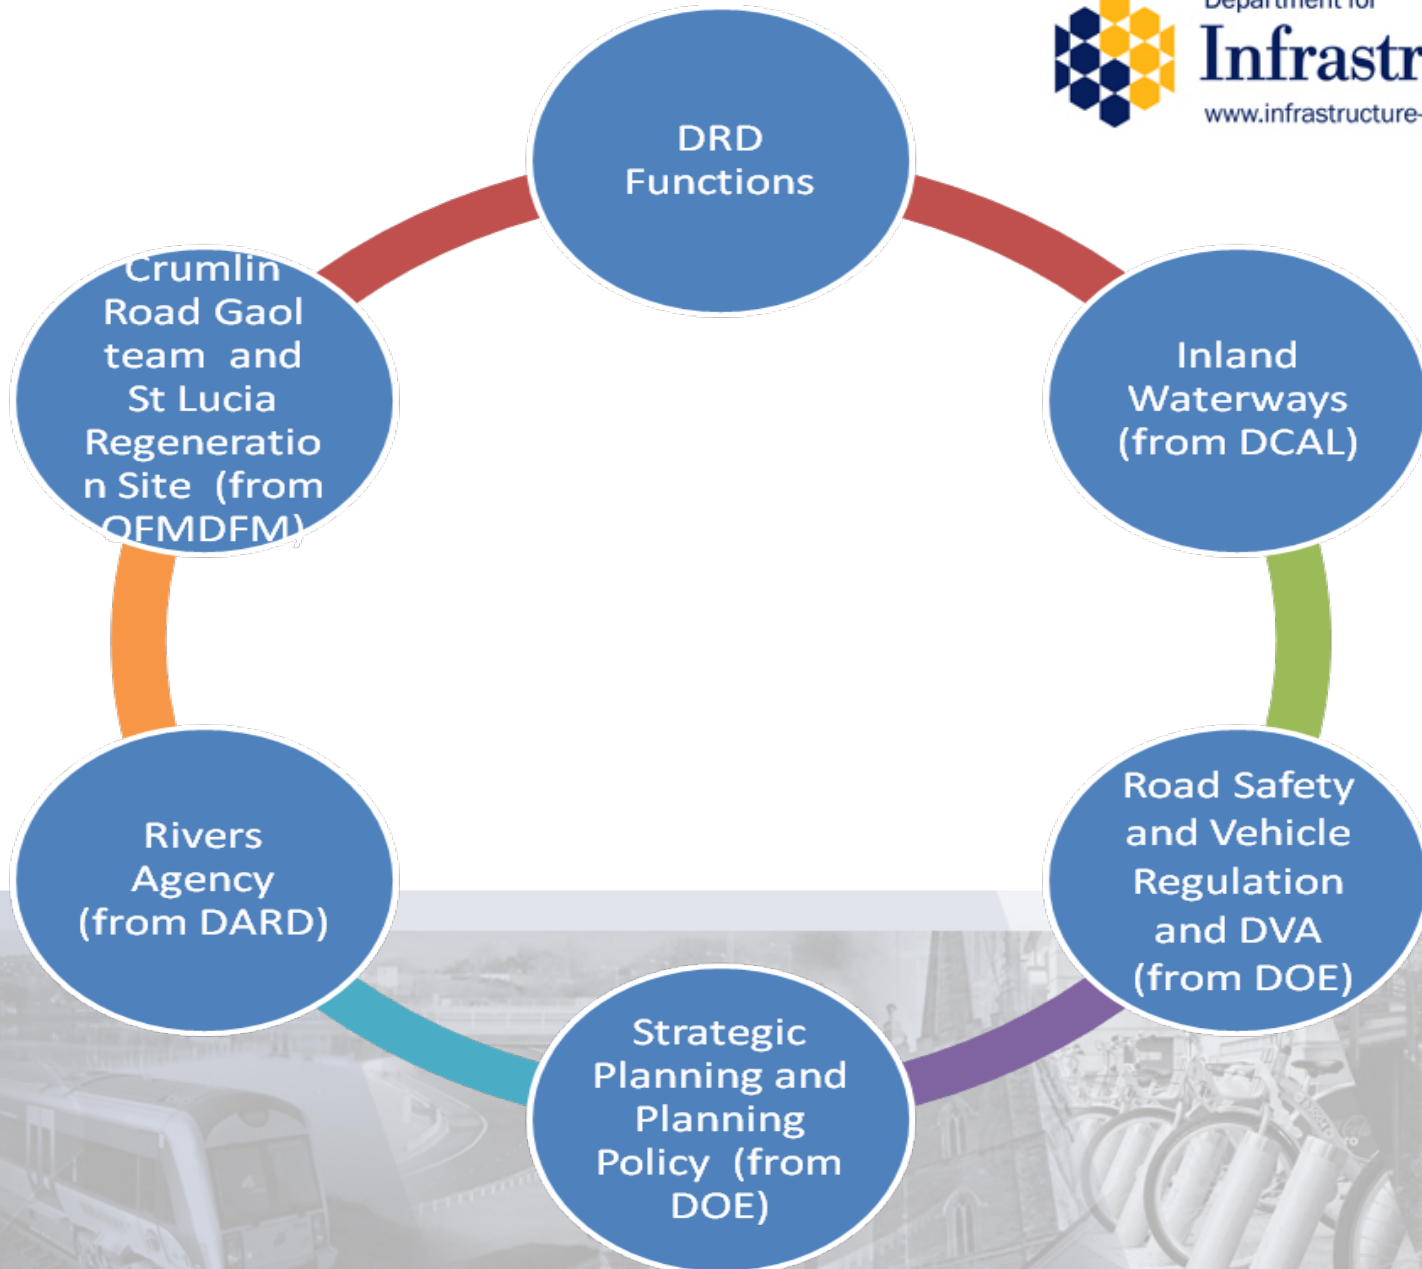 Department for
Infrastr
www.infrastructure-
DRD
Functions
Crumlin
Road Gaol
team and
St Lucia
Regeneratio
n Site (from
OFMDFM)
Inland
Waterways
(from DCAL)
Rivers
Agency
(from DARD)
Road Safety
and Vehicle
Regulation
and DVA
(from DOE)
Strategic
Planning and
Planning
Policy (from
DOE)